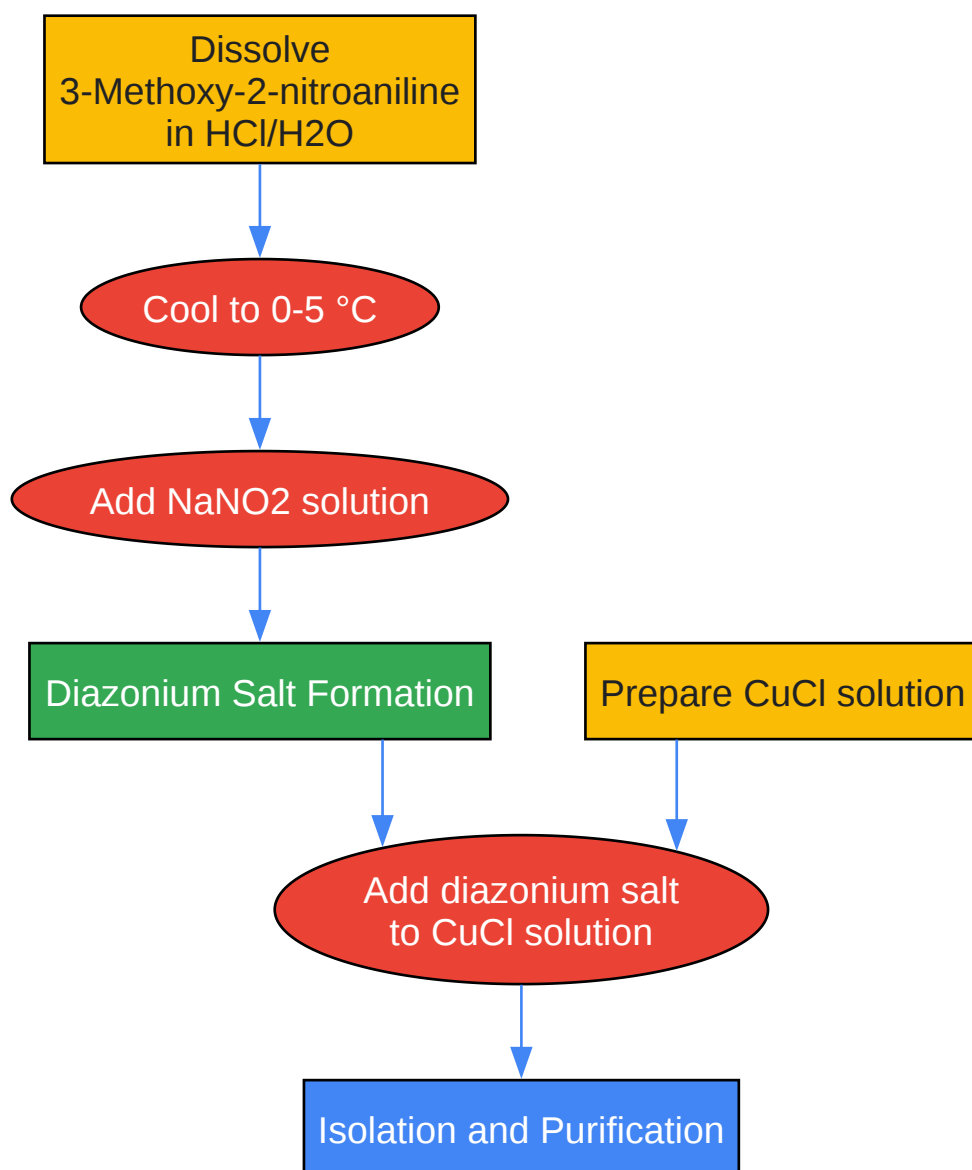 Dissolve
3-Methoxy-2-nitroaniline
in HCl/H2O
Cool to 0-5 °C
Add NaNO2 solution
Diazonium Salt Formation
Prepare CuCl solution
Add diazonium salt
to CuCl solution
Isolation and Purification